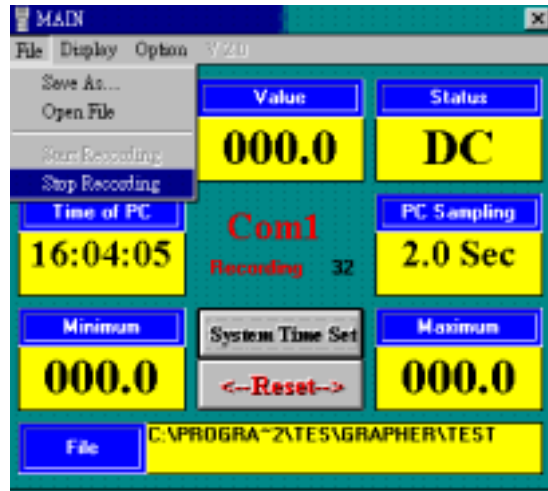 MAIN
File Display Option V 2.0
Save As...
Open File
Start Recording
Stop Recording
Value
000.0
Status
DC
Time of PC
16:04:05
Com1
Recording 32
PC Sampling
2.0 Sec
Minimum
000.0
System Time Set
<--Reset-->
Maximum
000.0
File
C:\PROGRA~2\TES\GRAPHER\TEST